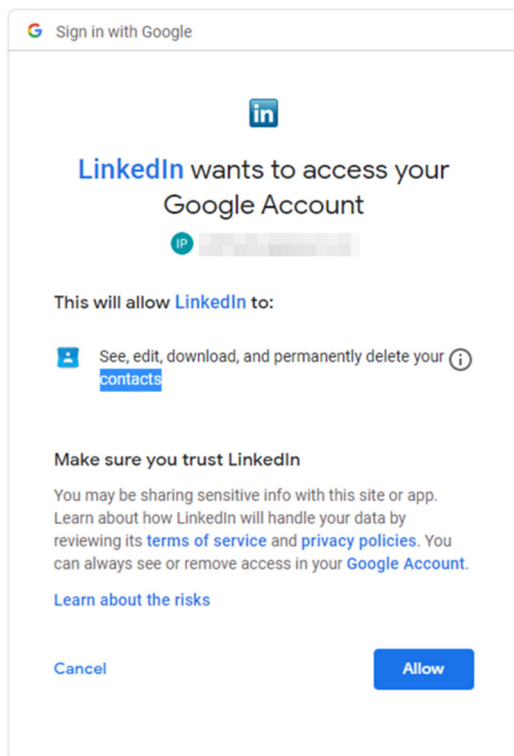 G Sign in with Google
in
LinkedIn wants to access your
Google Account
IP
This will allow LinkedIn to:
See, edit, download, and permanently delete your
contacts
Make sure you trust LinkedIn
You may be sharing sensitive info with this site or app.
Learn about how LinkedIn will handle your data by
reviewing its terms of service and privacy policies. You
can always see or remove access in your Google Account.
Learn about the risks
Cancel
Allow